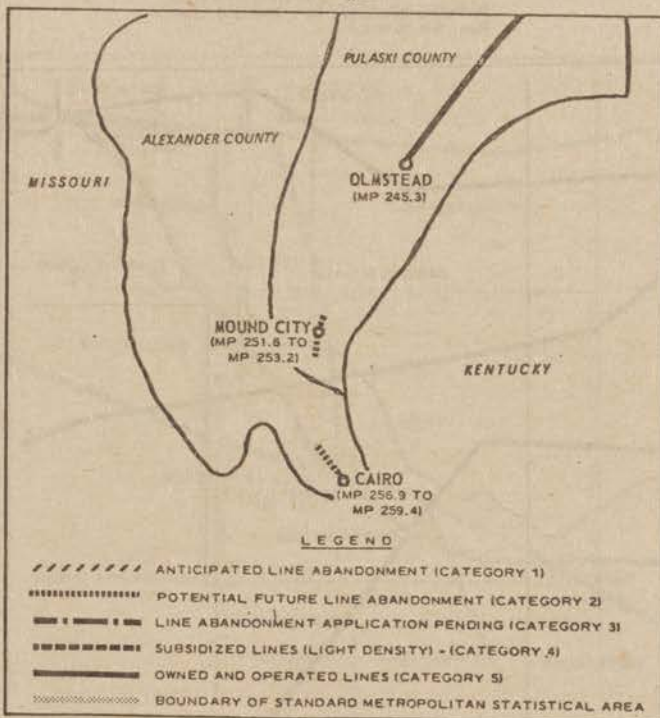 PULASKI COUNTY
ALEXANDER COUNTY
MISSOURI
OLMSTEAD
(MP 245.3)
MOUND CITY
(MP 251.6 TO
MP 253.2)
KENTUCKY
CAIRO
(MP 256.9 TO
MP 259.4)
LEGEND
ANTICIPATED LINE ABANDONMENT (CATEGORY 1)
POTENTIAL FUTURE LINE ABANDONMENT (CATEGORY 2)
LINE ABANDONMENT APPLICATION PENDING (CATEGORY 3)
SUBSIDIZED LINES (LIGHT DENSITY) - (CATEGORY 4)
OWNED AND OPERATED LINES (CATEGORY 5)
BOUNDARY OF STANDARD METROPOLITAN STATISTICAL AREA